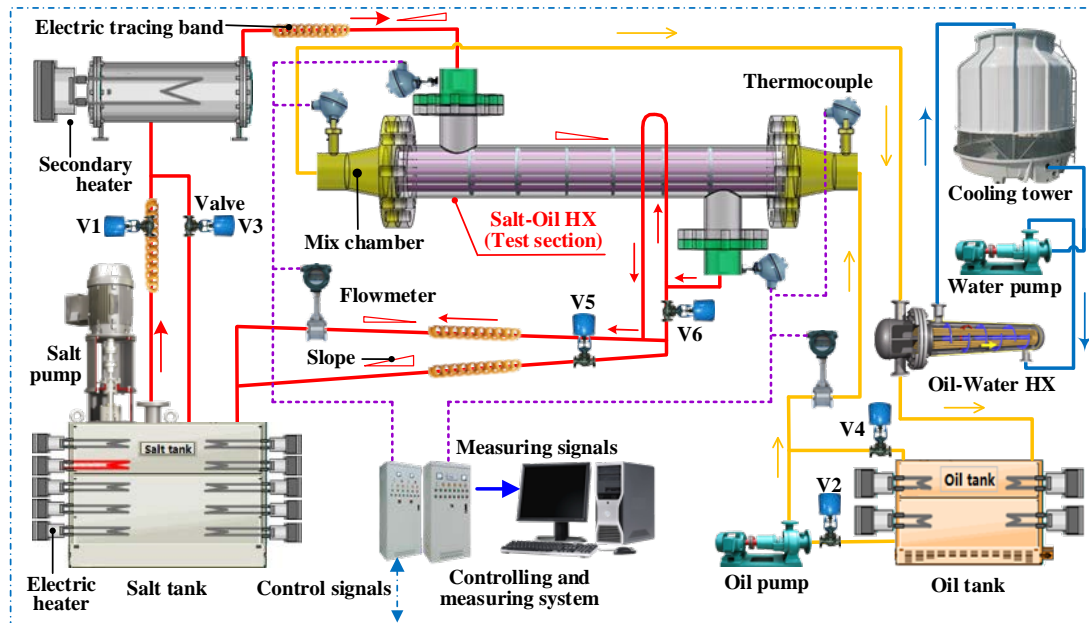 Electric tracing band
Thermocouple
Secondary
heater
Cooling tower
Valve
V1
V3
Mix chamber
Salt-Oil HX
(Test section)
Water pump
Flowmeter
V5
V6
Slope
Salt
pump
Oil-Water HX
V4
Salt tank
Measuring signals
Oil tank
V2
Electric
heater
Salt tank
Control signals
Controlling and
measuring system
Oil pump
Oil tank